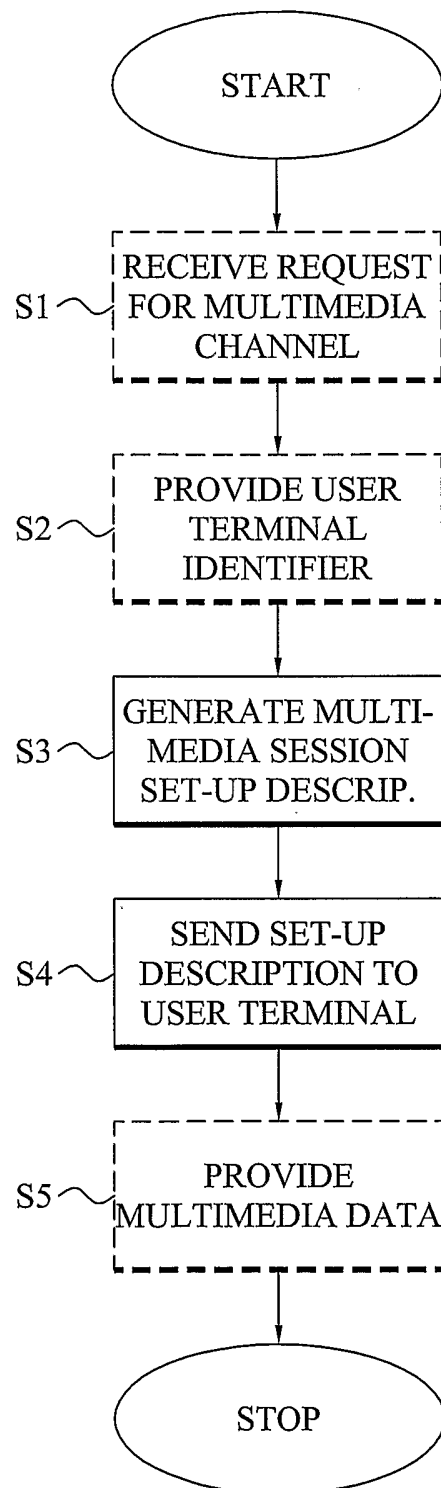 START
S1
RECEIVE REQUEST
FOR MULTIMEDIA
CHANNEL
S2
PROVIDE USER
TERMINAL
IDENTIFIER
S3
GENERATE MULTI-
MEDIA SESSION
SET-UP DESCRIP.
S4
SEND SET-UP
DESCRIPTION TO
USER TERMINAL
S5
PROVIDE
MULTIMEDIA DATA
STOP